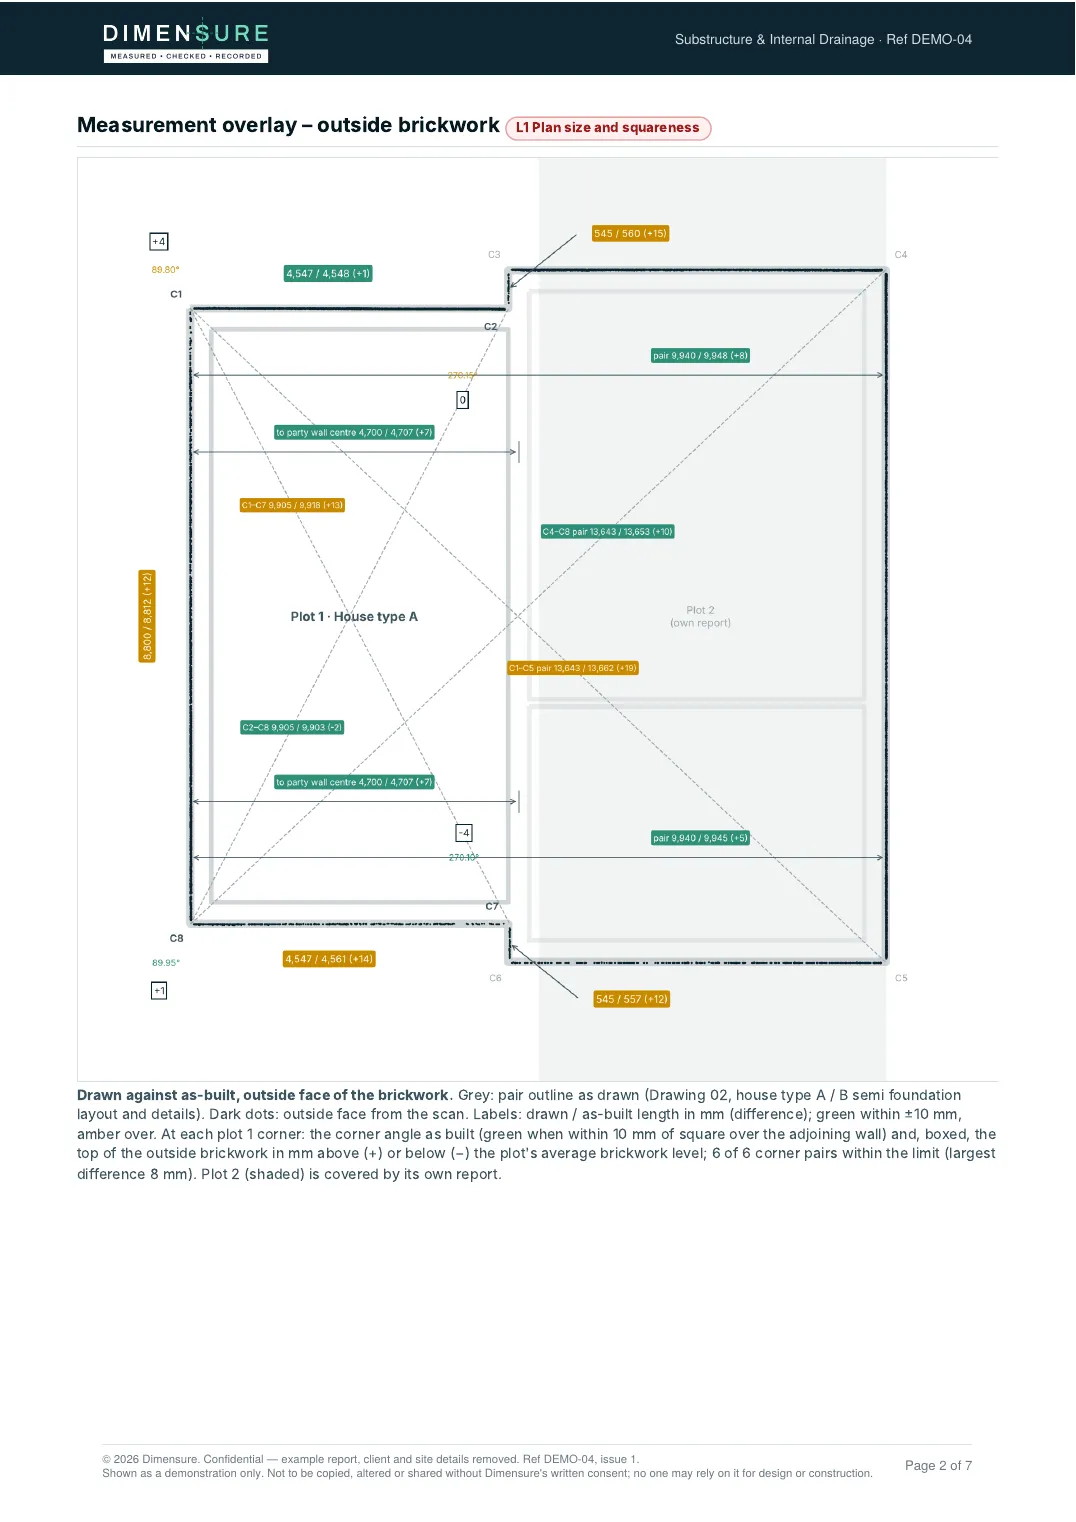 DIMENSURE
MEASURED • CHECKED • RECORDED
Substructure & Internal Drainage · Ref DEMO-04
Measurement overlay – outside brickwork
L1 Plan size and squareness
+4
545 / 560 (+15)
C3
C4
89.80°
4,547 / 4,548 (+1)
C1
C2
pair 9,940 / 9,948 (+8)
270.15°
0
to party wall centre 4,700 / 4,707 (+7)
C1–C7 9,905 / 9,918 (+13)
C4–C8 pair 13,643 / 13,653 (+10)
8,800 / 8,812 (+12)
Plot 1 · House type A
Plot 2
(own report)
C1–C5 pair 13,643 / 13,662 (+19)
C2–C8 9,905 / 9,903 (-2)
to party wall centre 4,700 / 4,707 (+7)
-4
pair 9,940 / 9,945 (+5)
270.10°
C7
C8
4,547 / 4,561 (+14)
89.95°
C6
C5
+1
545 / 557 (+12)
Drawn against as-built, outside face of the brickwork. Grey: pair outline as drawn (Drawing 02, house type A / B semi foundation
layout and details). Dark dots: outside face from the scan. Labels: drawn / as-built length in mm (difference); green within ±10 mm,
amber over. At each plot 1 corner: the corner angle as built (green when within 10 mm of square over the adjoining wall) and, boxed, the
top of the outside brickwork in mm above (+) or below (−) the plot's average brickwork level; 6 of 6 corner pairs within the limit (largest
difference 8 mm). Plot 2 (shaded) is covered by its own report.
© 2026 Dimensure. Confidential — example report, client and site details removed. Ref DEMO-04, issue 1.
Shown as a demonstration only. Not to be copied, altered or shared without Dimensure's written consent; no one may rely on it for design or construction.
Page 2 of 7